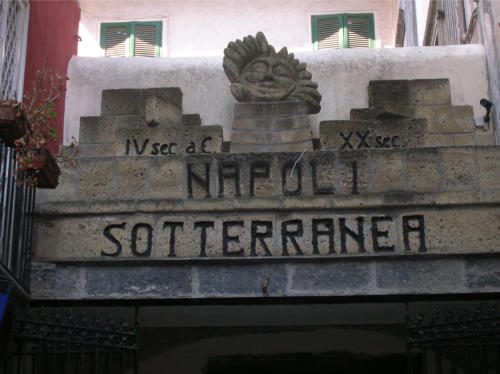 IV sec a C XX sec
NAPOLI
SOTTERRANEA